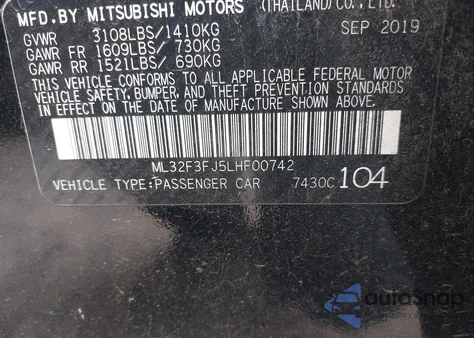 MFD.BY MITSUBISHI MOTORS (THAILAND)CO.,LTD.
GVWR 3108LBS/1410KG SEP 2019
GAWR FR 1609LBS/ 730KG
GAWR RR 1521LBS/ 690KG
THIS VEHICLE CONFORMS TO ALL APPLICABLE FEDERAL MOTOR
VEHICLE SAFETY, BUMPER, AND THEFT PREVENTION STANDARDS
IN EFFECT ON THE DATE OF MANUFACTURE SHOWN ABOVE.
ML32F3FJ5LHF00742
VEHICLE TYPE:PASSENGER CAR 7430C 104
autoSnap